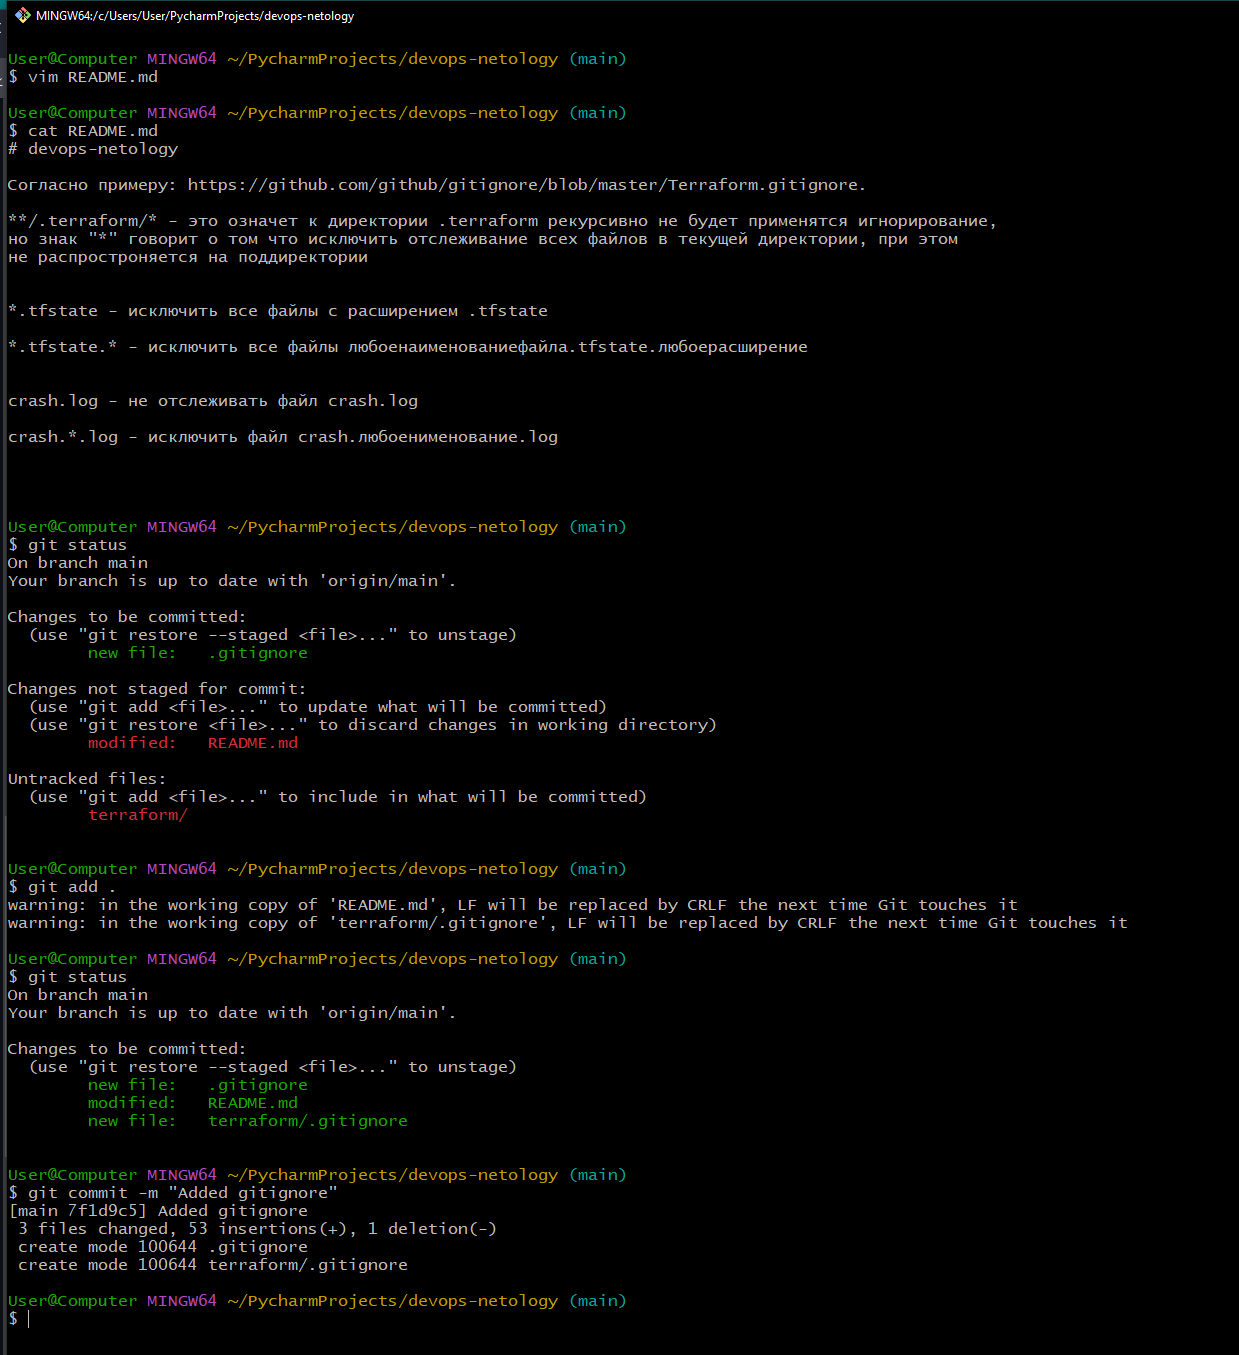 MINGW64:/c/Users/User/PycharmProjects/devops-netology
User@Computer MINGW64 ~/PycharmProjects/devops-netology (main)
$ vim README.md
User@Computer MINGW64 ~/PycharmProjects/devops-netology (main)
$ cat README.md
# devops-netology
Согласно примеру: https://github.com/github/gitignore/blob/master/Terraform.gitignore.
**/.terraform/* - это означет к директории .terraform рекурсивно не будет применятся игнорирование,
но знак "*" говорит о том что исключить отслеживание всех файлов в текущей директории, при этом
не распростроняется на поддиректории
*.tfstate - исключить все файлы с расширением .tfstate
*.tfstate.* - исключить все файлы любоенаименованиефайла.tfstate.любоерасширение
crash.log - не отслеживать файл crash.log
crash.*.log - исключить файл crash.любоенименование.log
User@Computer MINGW64 ~/PycharmProjects/devops-netology (main)
$ git status
On branch main
Your branch is up to date with 'origin/main'.
Changes to be committed:
(use "git restore --staged <file>..." to unstage)
new file:   .gitignore
Changes not staged for commit:
(use "git add <file>..." to update what will be committed)
(use "git restore <file>..." to discard changes in working directory)
modified:   README.md
Untracked files:
(use "git add <file>..." to include in what will be committed)
terraform/
User@Computer MINGW64 ~/PycharmProjects/devops-netology (main)
$ git add .
warning: in the working copy of 'README.md', LF will be replaced by CRLF the next time Git touches it
warning: in the working copy of 'terraform/.gitignore', LF will be replaced by CRLF the next time Git touches it
User@Computer MINGW64 ~/PycharmProjects/devops-netology (main)
$ git status
On branch main
Your branch is up to date with 'origin/main'.
Changes to be committed:
(use "git restore --staged <file>..." to unstage)
new file:   .gitignore
modified:   README.md
new file:   terraform/.gitignore
User@Computer MINGW64 ~/PycharmProjects/devops-netology (main)
$ git commit -m "Added gitignore"
[main 7f1d9c5] Added gitignore
3 files changed, 53 insertions(+), 1 deletion(-)
create mode 100644 .gitignore
create mode 100644 terraform/.gitignore
User@Computer MINGW64 ~/PycharmProjects/devops-netology (main)
$